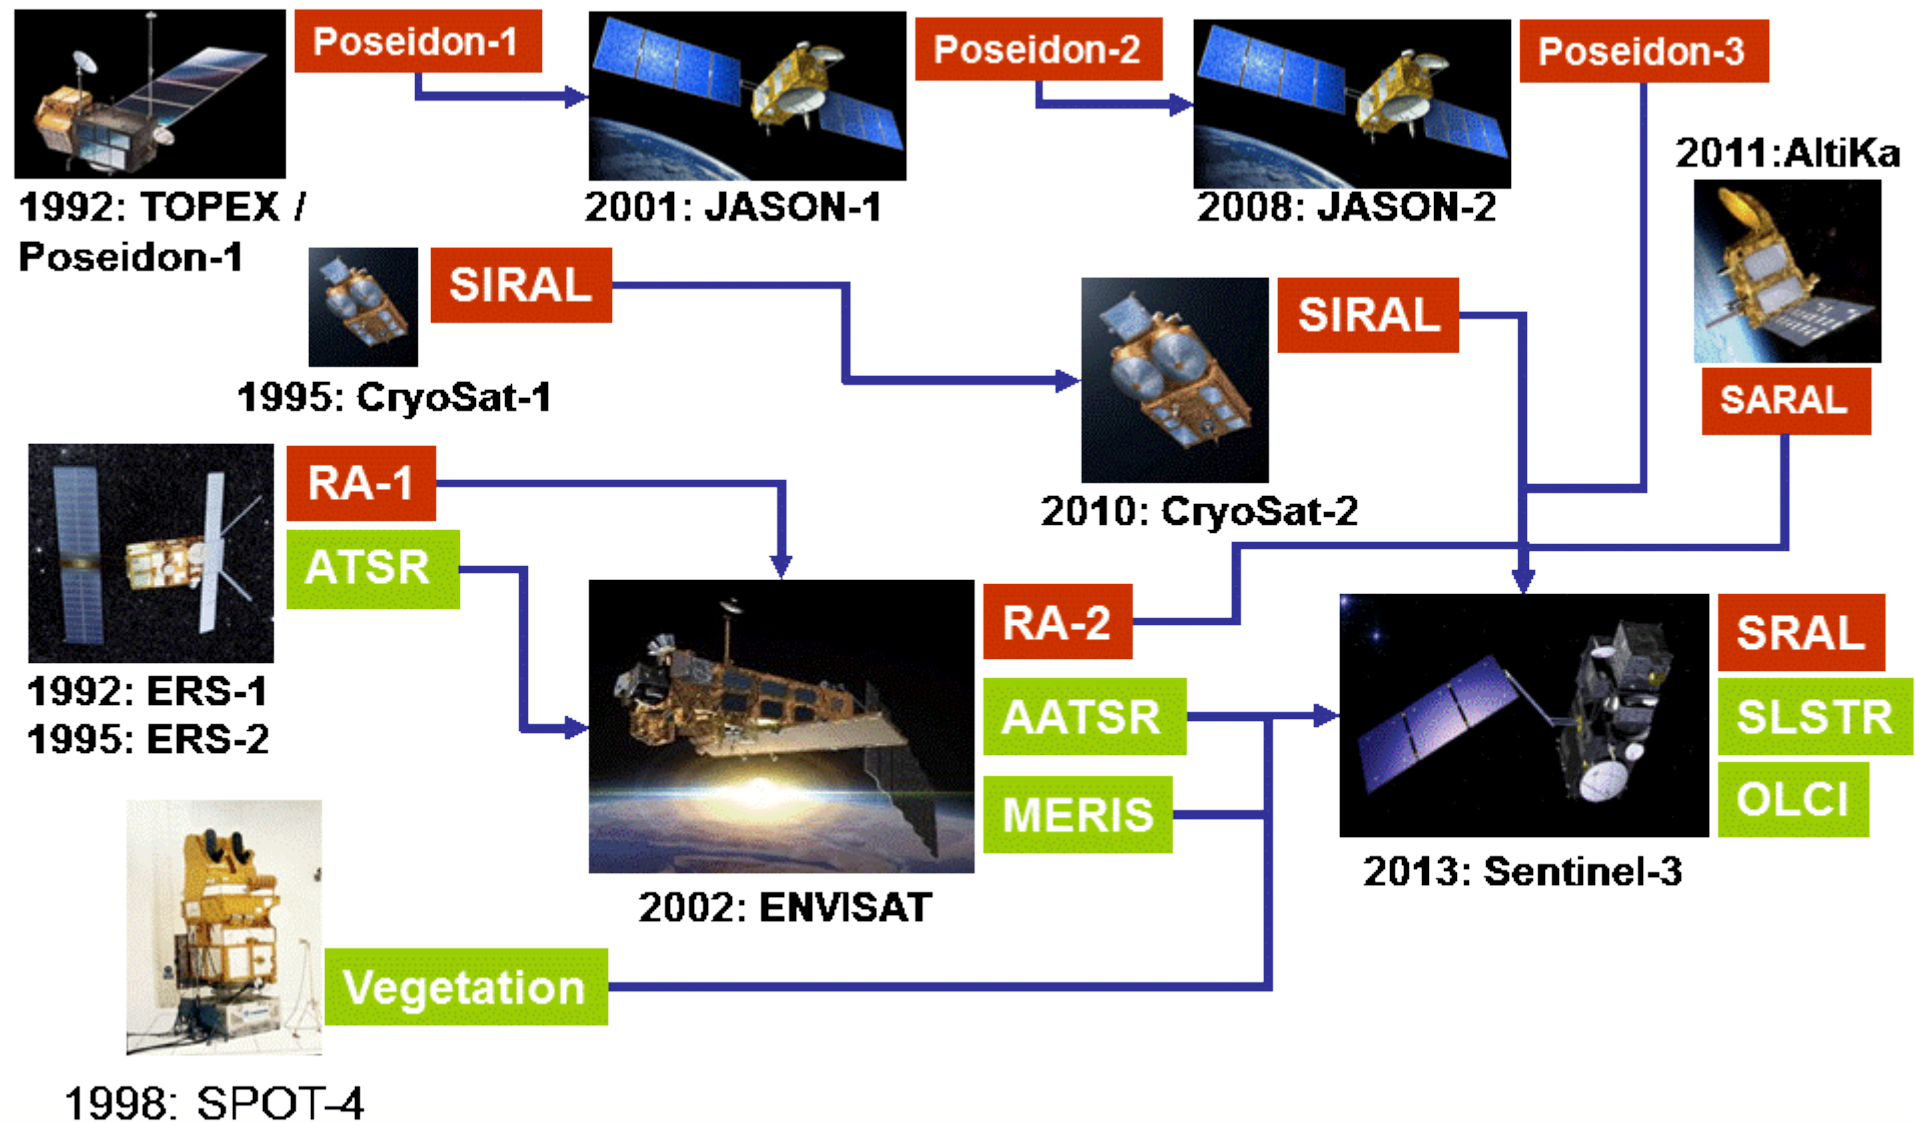 Poseidon-1
Poseidon-2
Poseidon-3
2011:AltiKa
1992: TOPEX /
Poseidon-1
2001: JASON-1
2008: JASON-2
SIRAL
SIRAL
1995: CryoSat-1
SARAL
RA-1
2010: CryoSat-2
ATSR
RA-2
SRAL
1992: ERS-1
1995: ERS-2
AATSR
SLSTR
MERIS
OLCI
2013: Sentinel-3
2002: ENVISAT
Vegetation
1998: SPOT-4